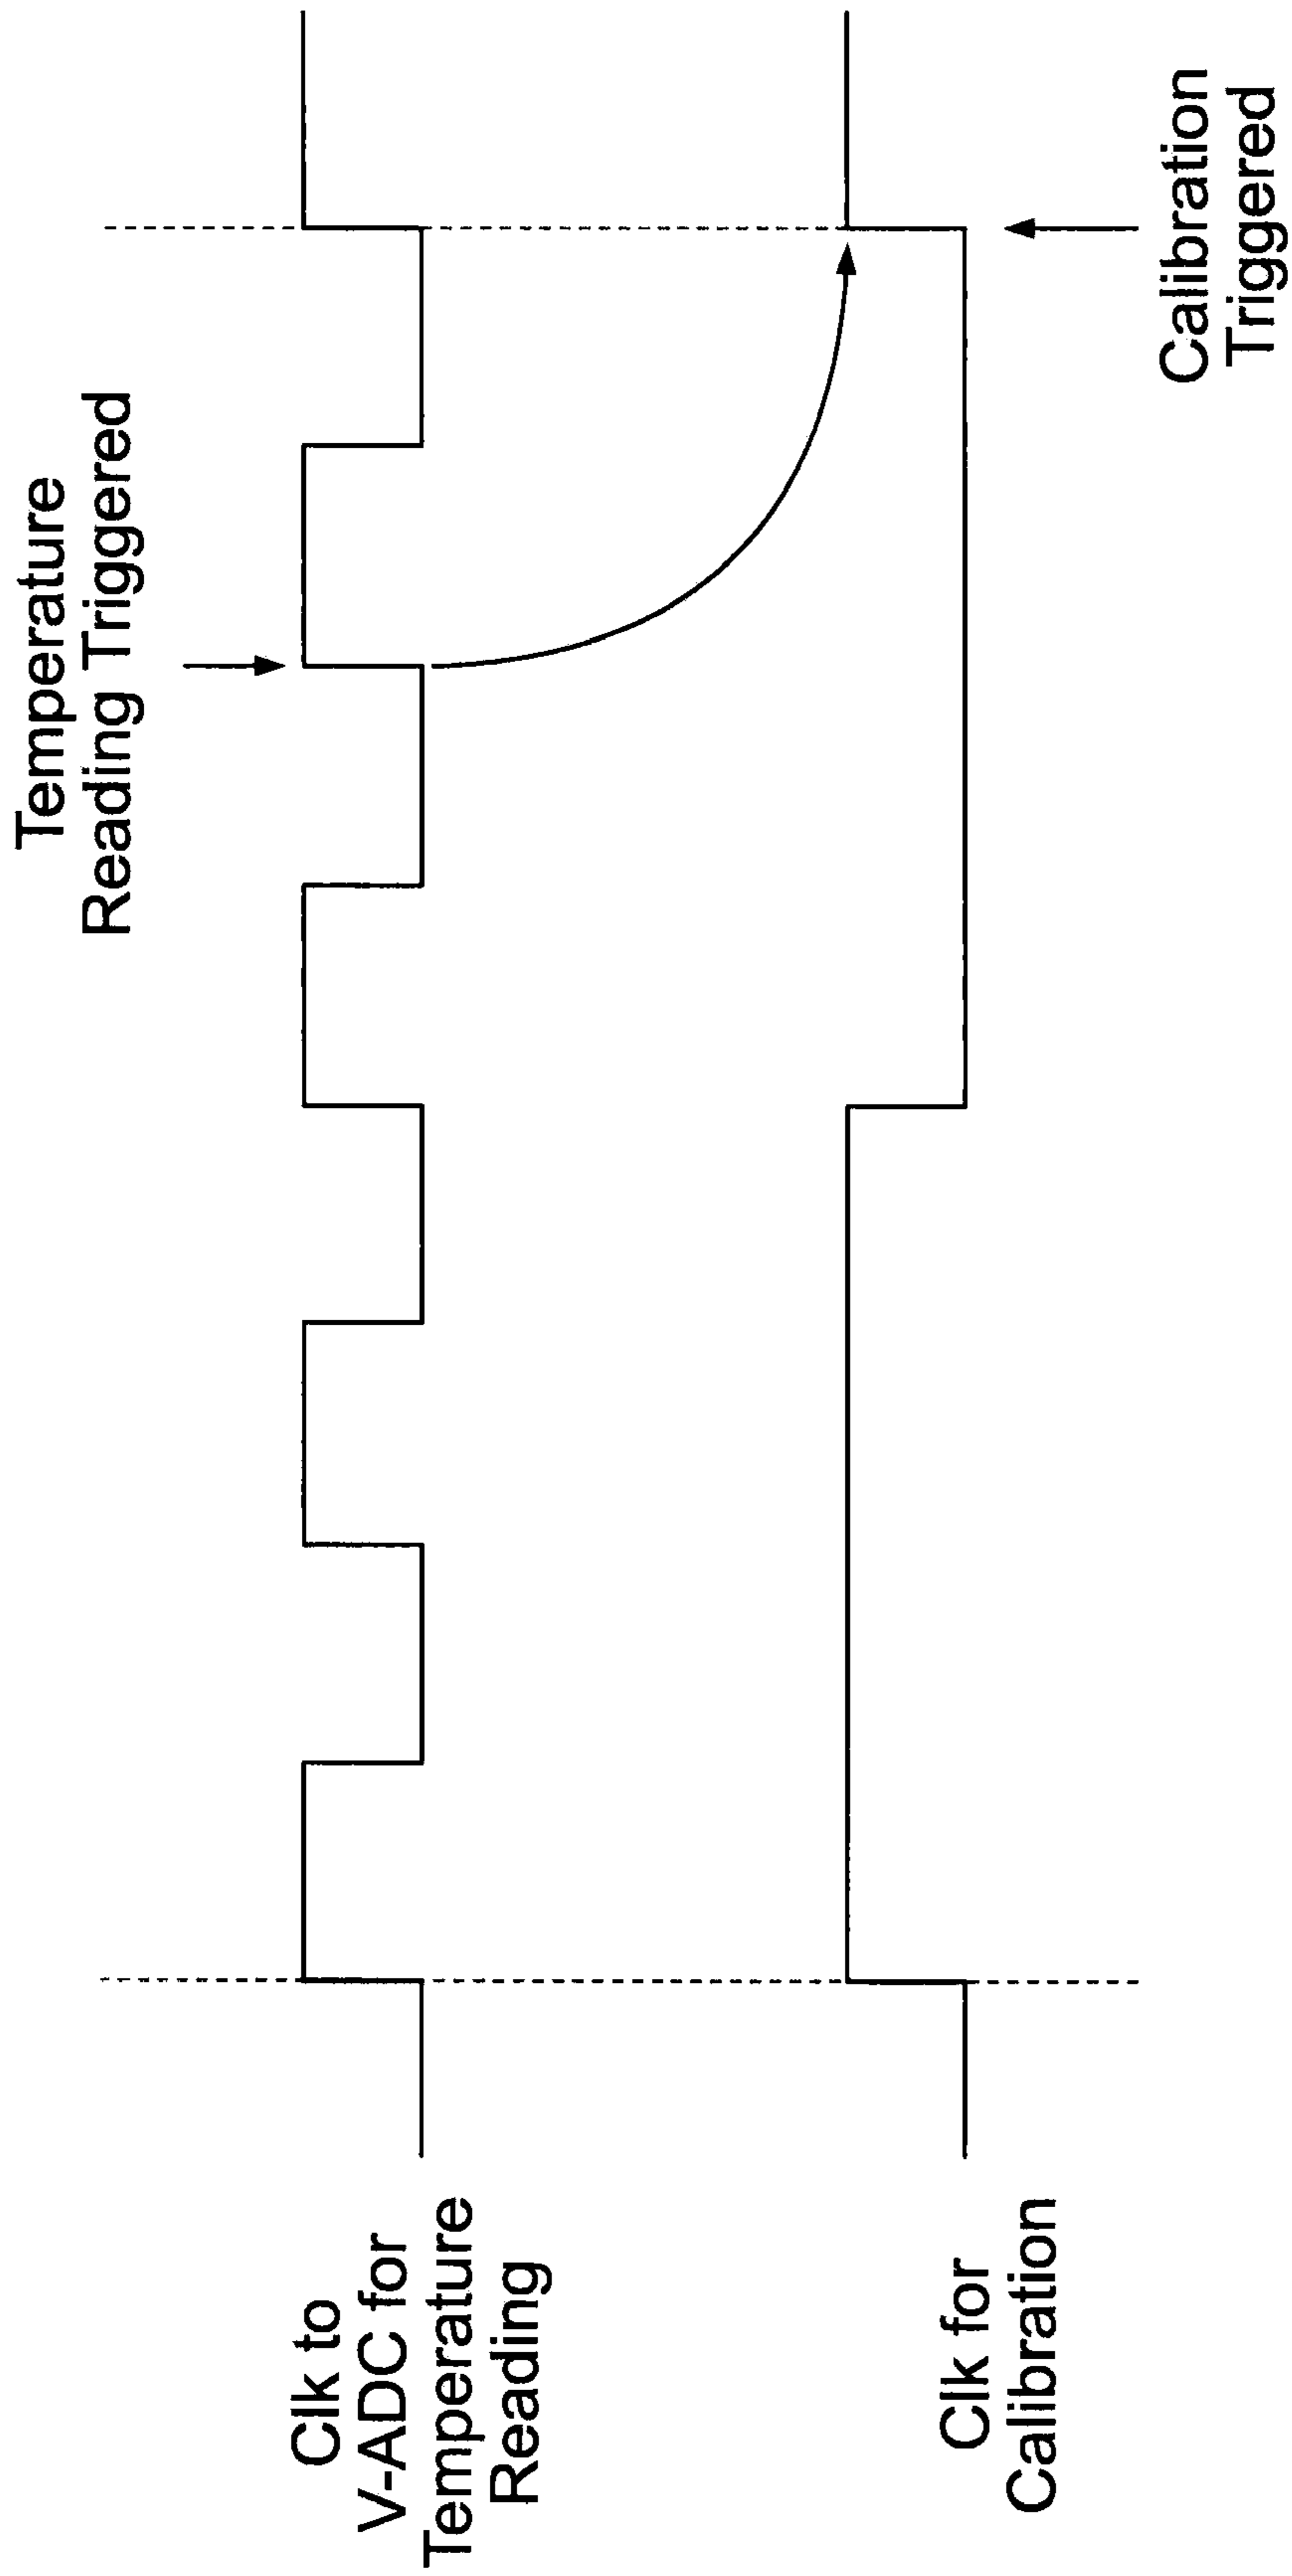 Temperature
Reading Triggered
Clk to
V-ADC for
Temperature
Reading
Clk for
Calibration
Calibration
Triggered